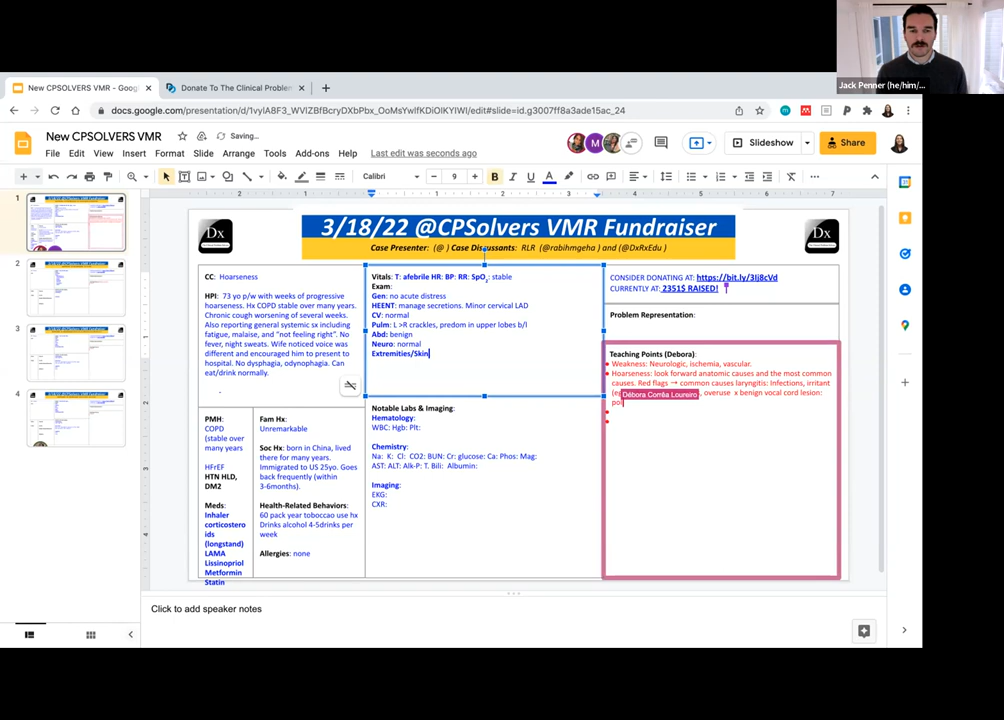 Jack Penner (he/him/...
New CPSOLVERS VMR - Goog
Donate To The Clinical Problem
docs.google.com/presentation/d/
New CPSOLVERS VMR
Saving...
File Edit View Insert Format Slide Arrange Tools Add-ons Help Last edit was seconds ago
Slideshow
Share
Calibri
9
3/18/22 @CPSolvers VMR Fundraiser
Case Presenter: (@ ) Case Discussants: RLR (@rabihmgeha ) and (@DxRxEdu )
Dx
Dx
CC: Hoarseness
HPI: 73 yo p/w with weeks of progressive
hoarseness. Hx COPD stable over many years.
Chronic cough worsening of several weeks.
Also reporting general systemic sx including
fatigue, malaise, and "not feeling right". No
fever, night sweats. Wife noticed voice was
different and encouraged him to present to
hospital. No dysphagia, odynophagia. Can
eat/drink normally.
.
PMH:
COPD
(stable over
many years
HFrEF
HTN HLD,
DM2
Meds:
Inhaler
corticostero
ids
(longstand)
LAMA
Lissinopriol
Metformin
Statin
Fam Hx:
Unremarkable
Soc Hx: born in China, lived
there for many years.
Immigrated to US 25yo. Goes
back frequently (within
3-6months).
Health-Related Behaviors:
60 pack year toboccao use hx
Drinks alcohol 4-5drinks per
week
Allergies: none
Vitals: T: afebrile HR: BP: RR: SpO2: stable
Exam:
Gen: no acute distress
HEENT: manage secretions. Minor cervical LAD
CV: normal
Pulm: L >R crackles, predom in upper lobes b/l
Abd: benign
Neuro: normal
Extremities/Skin
Notable Labs & Imaging:
Hematology:
WBC: Hgb: Plt:
Chemistry:
Na: K: Cl: CO2: BUN: Cr: glucose: Ca: Phos: Mag:
AST: ALT: Alk-P: T. Bili: Albumin:
Imaging:
EKG:
CXR:
CONSIDER DONATING AT: https://bit.ly/3Ij8cVd
CURRENTLY AT: 2351$ RAISED!
Problem Representation:
Teaching Points (Debora):
Weakness: Neurologic, ischemia, vascular.
Hoarseness: look forward anatomic causes and the most common
causes. Red flags → common causes laryngitis: Infections, irritant
Débora Corrêa Loureiro
, overuse x benign vocal cord lesion:
pol
Click to add speaker notes